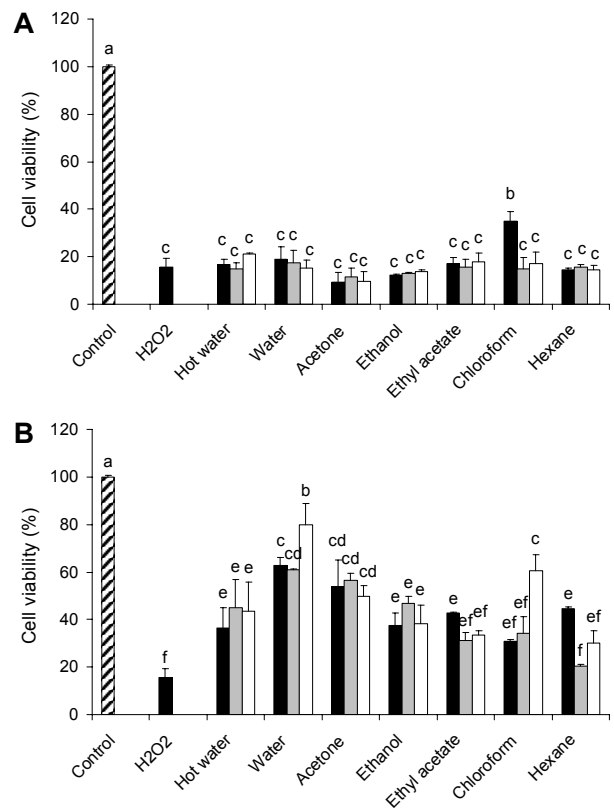 A
Cell viability (%)
120
100
80
60
40
20
0
a
c
c c c
c c c
c c c
c c c
c c c
b c c
c c c
Control
H2O2
Hot water
Water
Acetone
Ethanol
Ethyl acetate
Chloroform
Hexane
B
Cell viability (%)
120
100
80
60
40
20
0
a
f
e e e
c cd b
cd cd cd
e e e
e ef ef
ef ef c
e f ef
Control
H2O2
Hot water
Water
Acetone
Ethanol
Ethyl acetate
Chloroform
Hexane